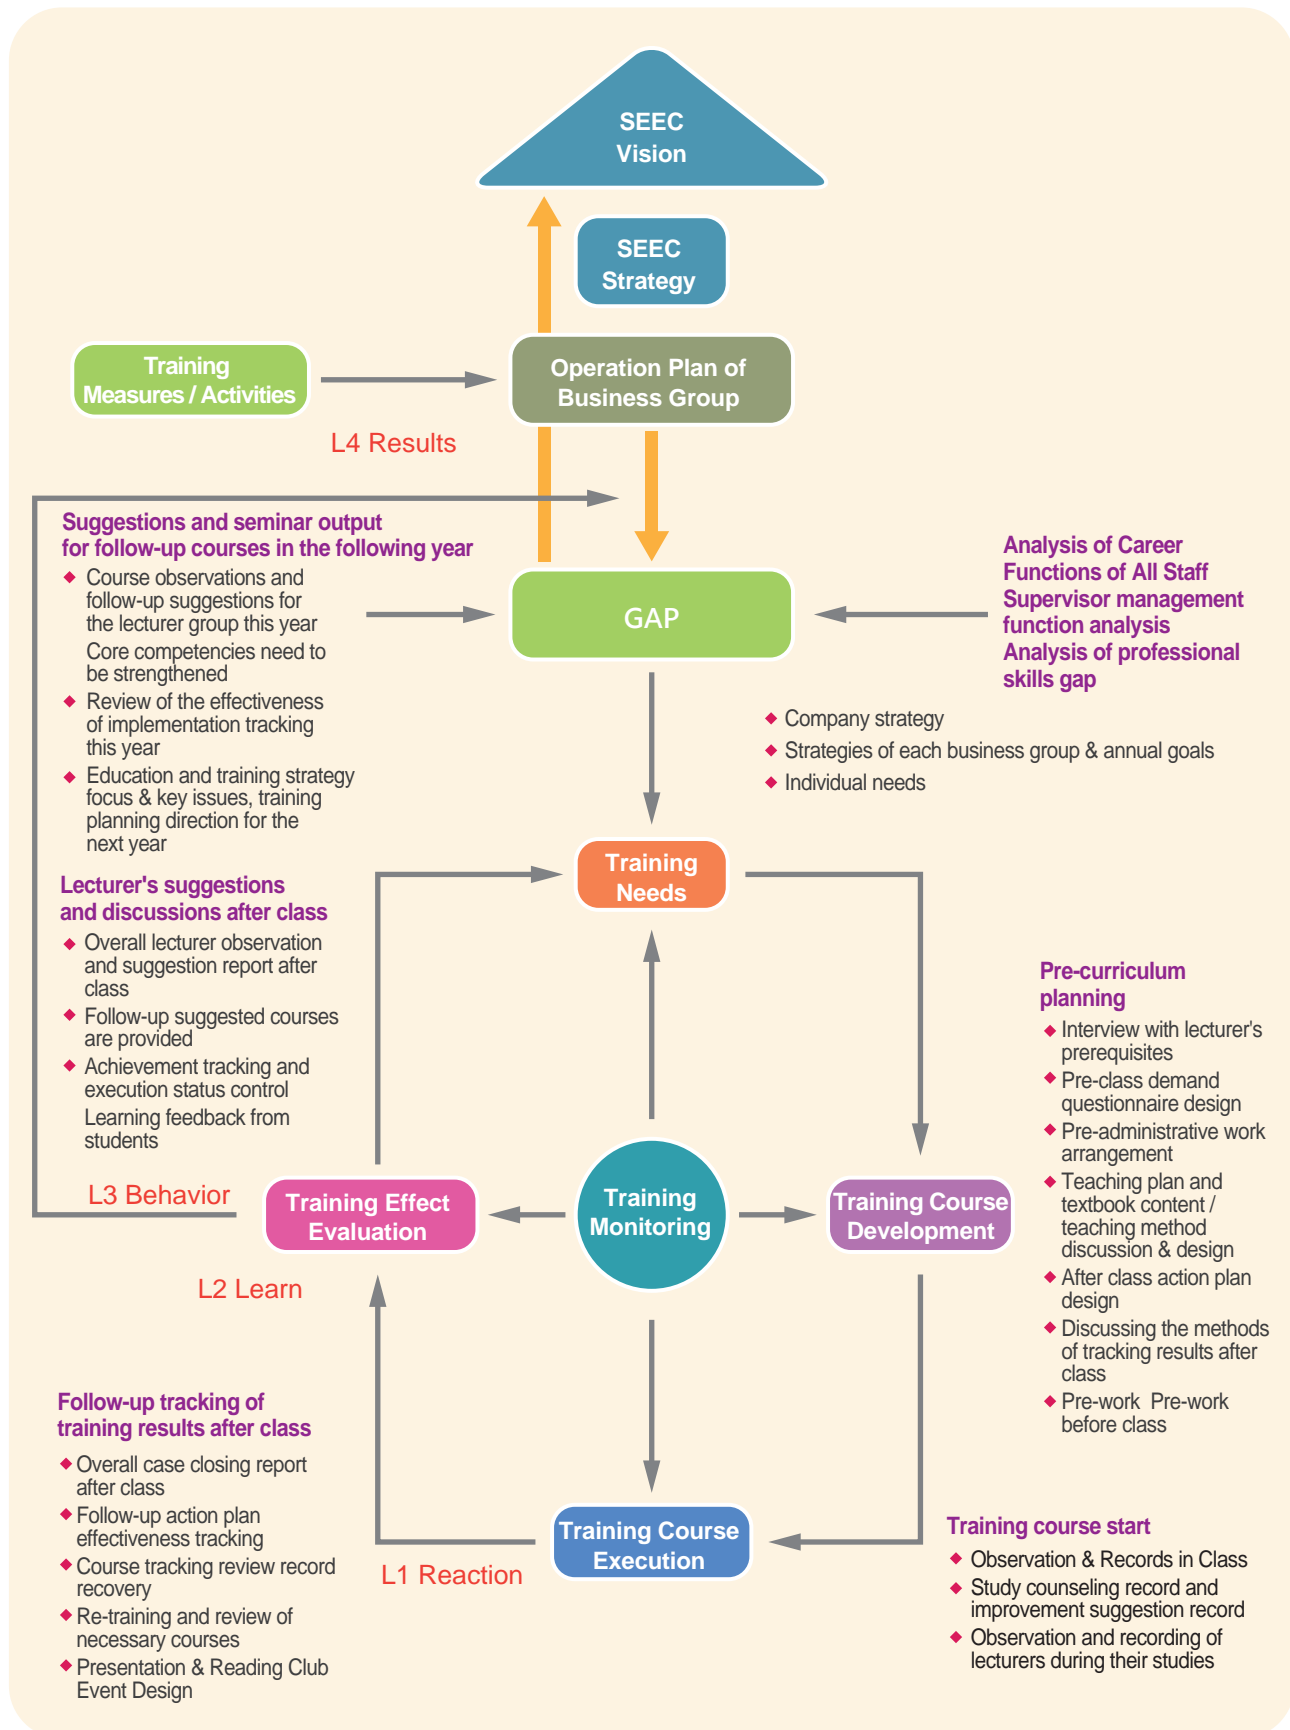 SEEC
Vision
SEEC
Strategy
Training
Measures / Activities
Operation Plan of
Business Group
L4 Results
Suggestions and seminar output
for follow-up courses in the following year
◆ Course observations and
follow-up suggestions for
the lecturer group this year
Core competencies need to
be strengthened
◆ Review of the effectiveness
of implementation tracking
this year
◆ Education and training strategy
focus & key issues, training
planning direction for the
next year
GAP
Analysis of Career
Functions of All Staff
Supervisor management
function analysis
Analysis of professional
skills gap
◆ Company strategy
◆ Strategies of each business group & annual goals
◆ Individual needs
Training
Needs
Lecturer's suggestions
and discussions after class
◆ Overall lecturer observation
and suggestion report after
class
◆ Follow-up suggested courses
are provided
◆ Achievement tracking and
execution status control
Learning feedback from
students
Pre-curriculum
planning
◆ Interview with lecturer's
prerequisites
◆ Pre-class demand
questionnaire design
◆ Pre-administrative work
arrangement
◆ Teaching plan and
textbook content /
teaching method
discussion & design
◆ After class action plan
design
◆ Discussing the methods
of tracking results after
class
◆ Pre-work  Pre-work
before class
L3 Behavior
Training Effect
Evaluation
Training
Monitoring
Training Course
Development
L2 Learn
Follow-up tracking of
training results after class
◆ Overall case closing report
after class
◆ Follow-up action plan
effectiveness tracking
◆ Course tracking review record
recovery
◆ Re-training and review of
necessary courses
◆ Presentation & Reading Club
Event Design
L1 Reaction
Training Course
Execution
Training course start
◆ Observation & Records in Class
◆ Study counseling record and
improvement suggestion record
◆ Observation and recording of
lecturers during their studies